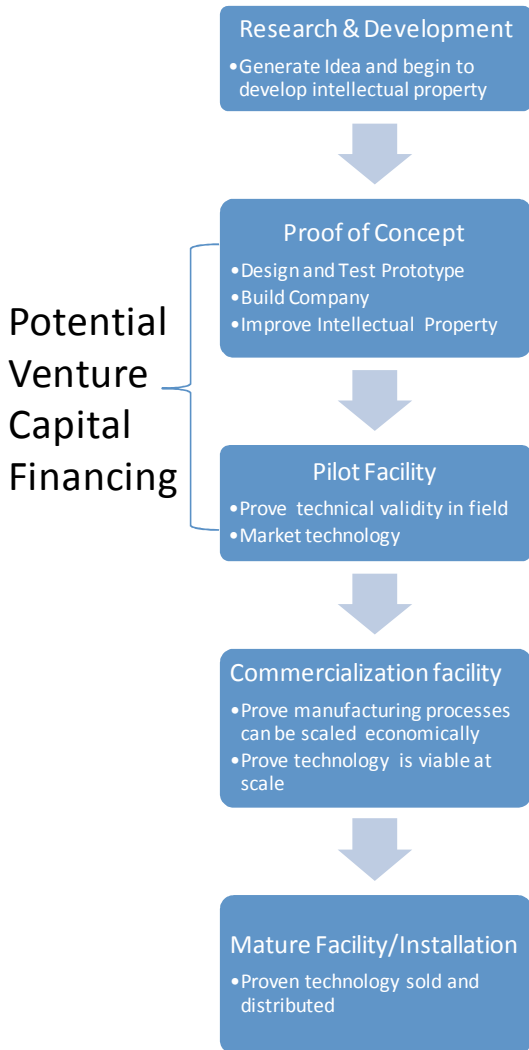 Research & Development
•Generate Idea and begin to
develop intellectual property
Proof of Concept
•Design and Test Prototype
•Build Company
•Improve Intellectual Property
Potential
Venture
Capital
Financing
Pilot Facility
•Prove technical validity in field
•Market technology
Commercialization facility
•Prove manufacturing processes
can be scaled economically
•Prove technology is viable at
scale
Mature Facility/Installation
•Proven technology sold and
distributed